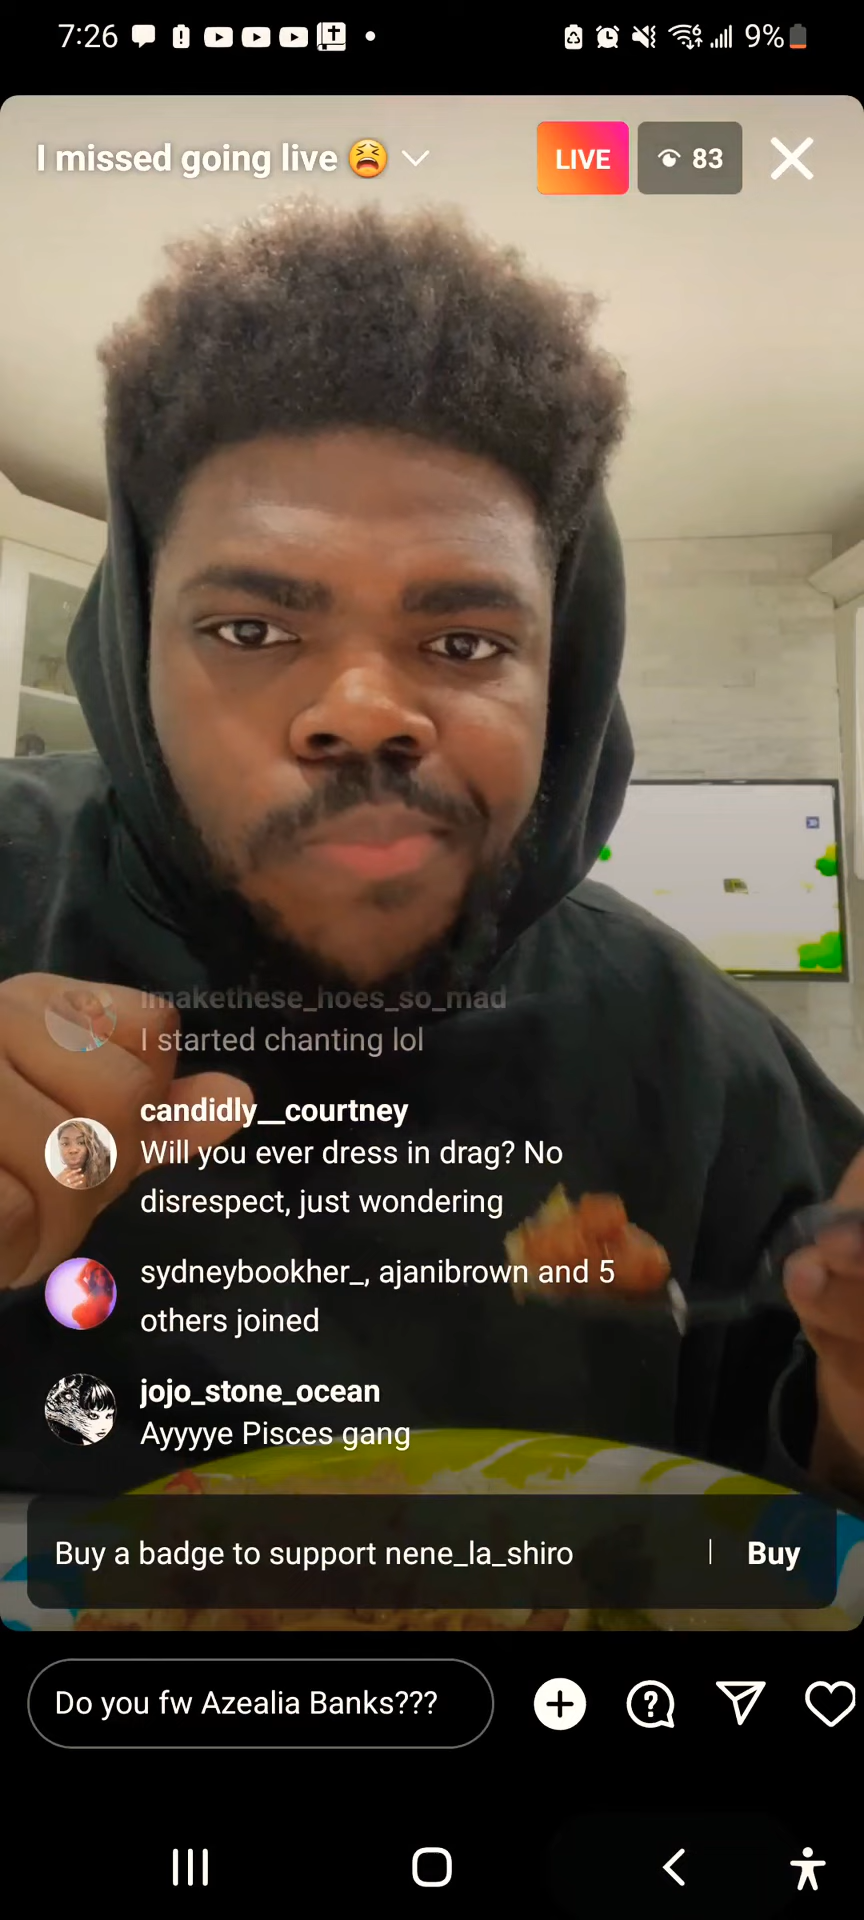 7:26
9%
I missed going live 😫
LIVE
83
imakethese_hoes_so_mad
I started chanting lol
candidly__courtney
Will you ever dress in drag? No
disrespect, just wondering
sydneybookher_, ajanibrown and 5
others joined
jojo_stone_ocean
Ayyyye Pisces gang
Buy a badge to support nene_la_shiro | Buy
Do you fw Azealia Banks???